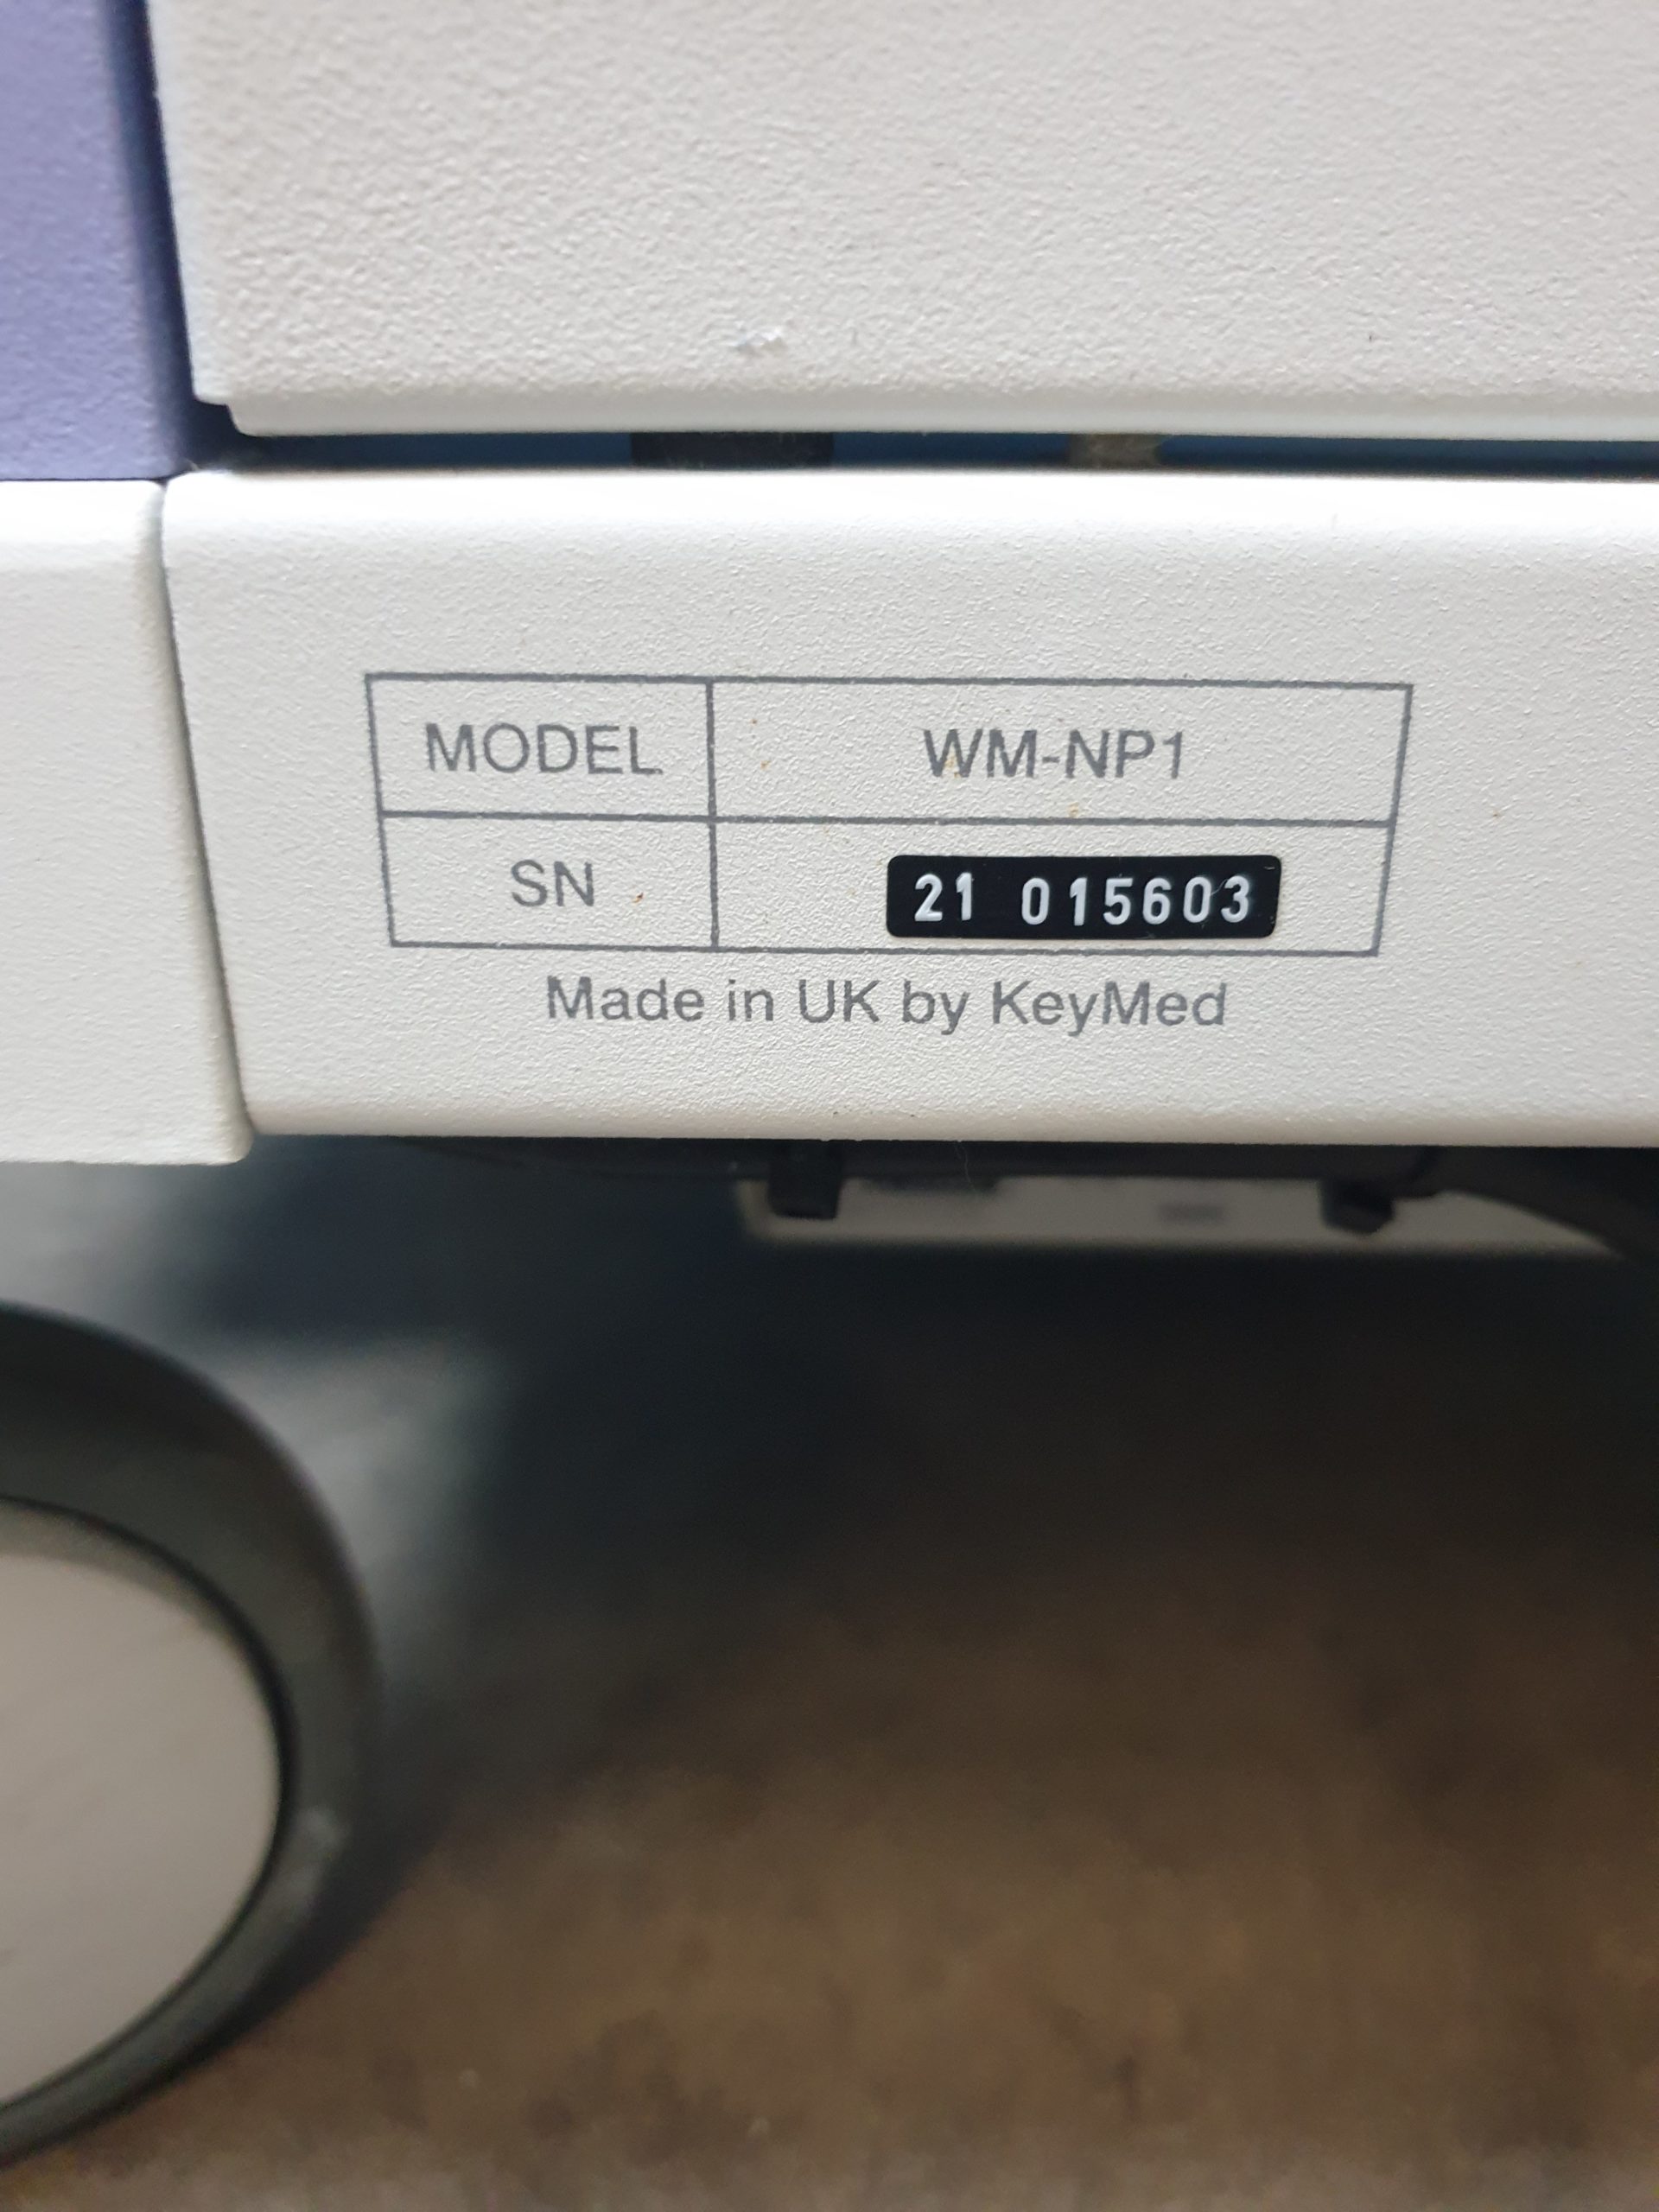 MODEL WM-NP1
SN 21 015603
Made in UK by KeyMed